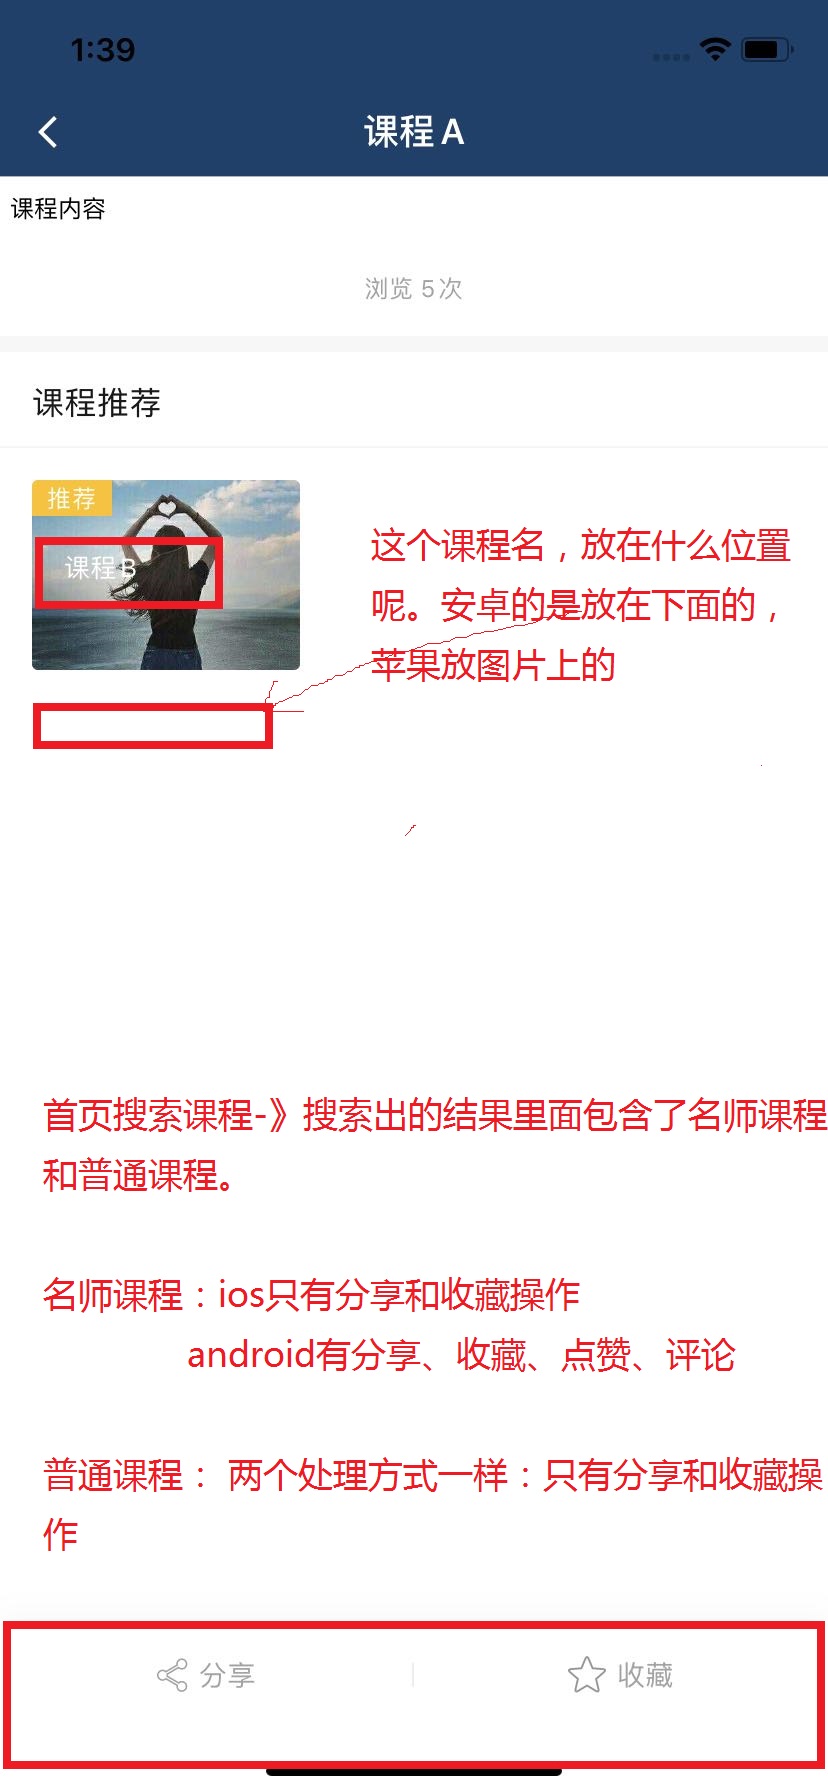 1:39
课程A
课程内容
浏览 5次
课程推荐
推荐
课程B
这个课程名，放在什么位置
呢。安卓的是放在下面的，
苹果放图片上的
首页搜索课程-》搜索出的结果里面包含了名师课程
和普通课程。
名师课程：ios只有分享和收藏操作
android有分享、收藏、点赞、评论
普通课程： 两个处理方式一样：只有分享和收藏操
作
分享
收藏